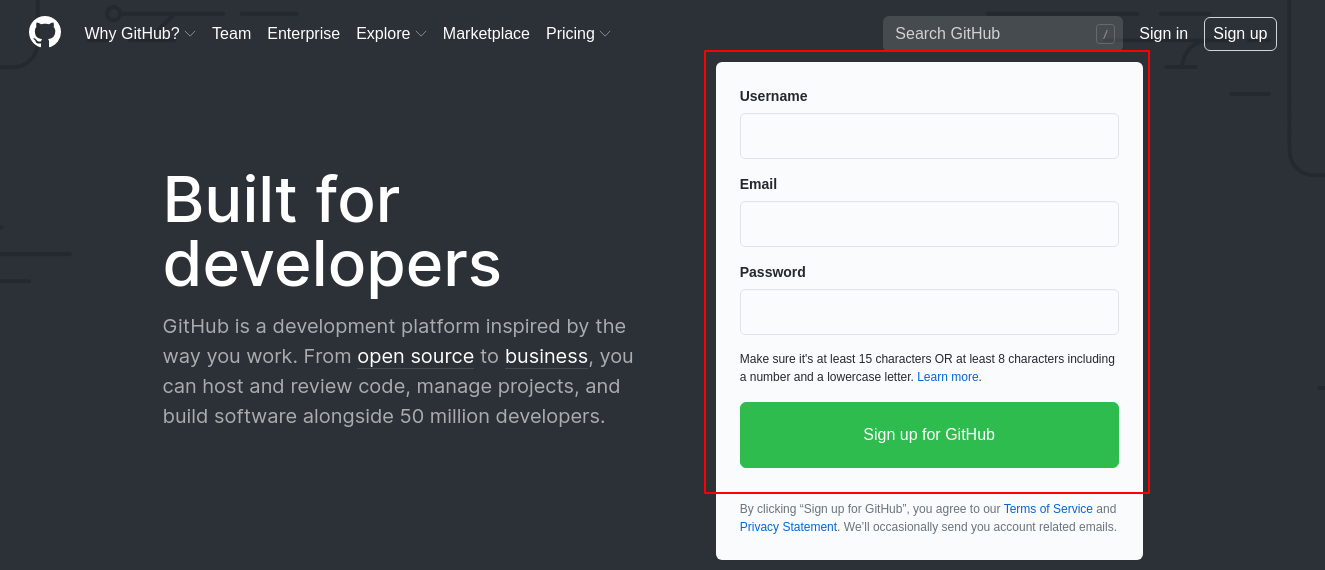 Why GitHub? Team Enterprise Explore Marketplace Pricing Search GitHub / Sign in Sign up
Built for
developers
GitHub is a development platform inspired by the
way you work. From open source to business, you
can host and review code, manage projects, and
build software alongside 50 million developers.
Username
Email
Password
Make sure it's at least 15 characters OR at least 8 characters including
a number and a lowercase letter. Learn more.
Sign up for GitHub
By clicking “Sign up for GitHub”, you agree to our Terms of Service and
Privacy Statement. We’ll occasionally send you account related emails.